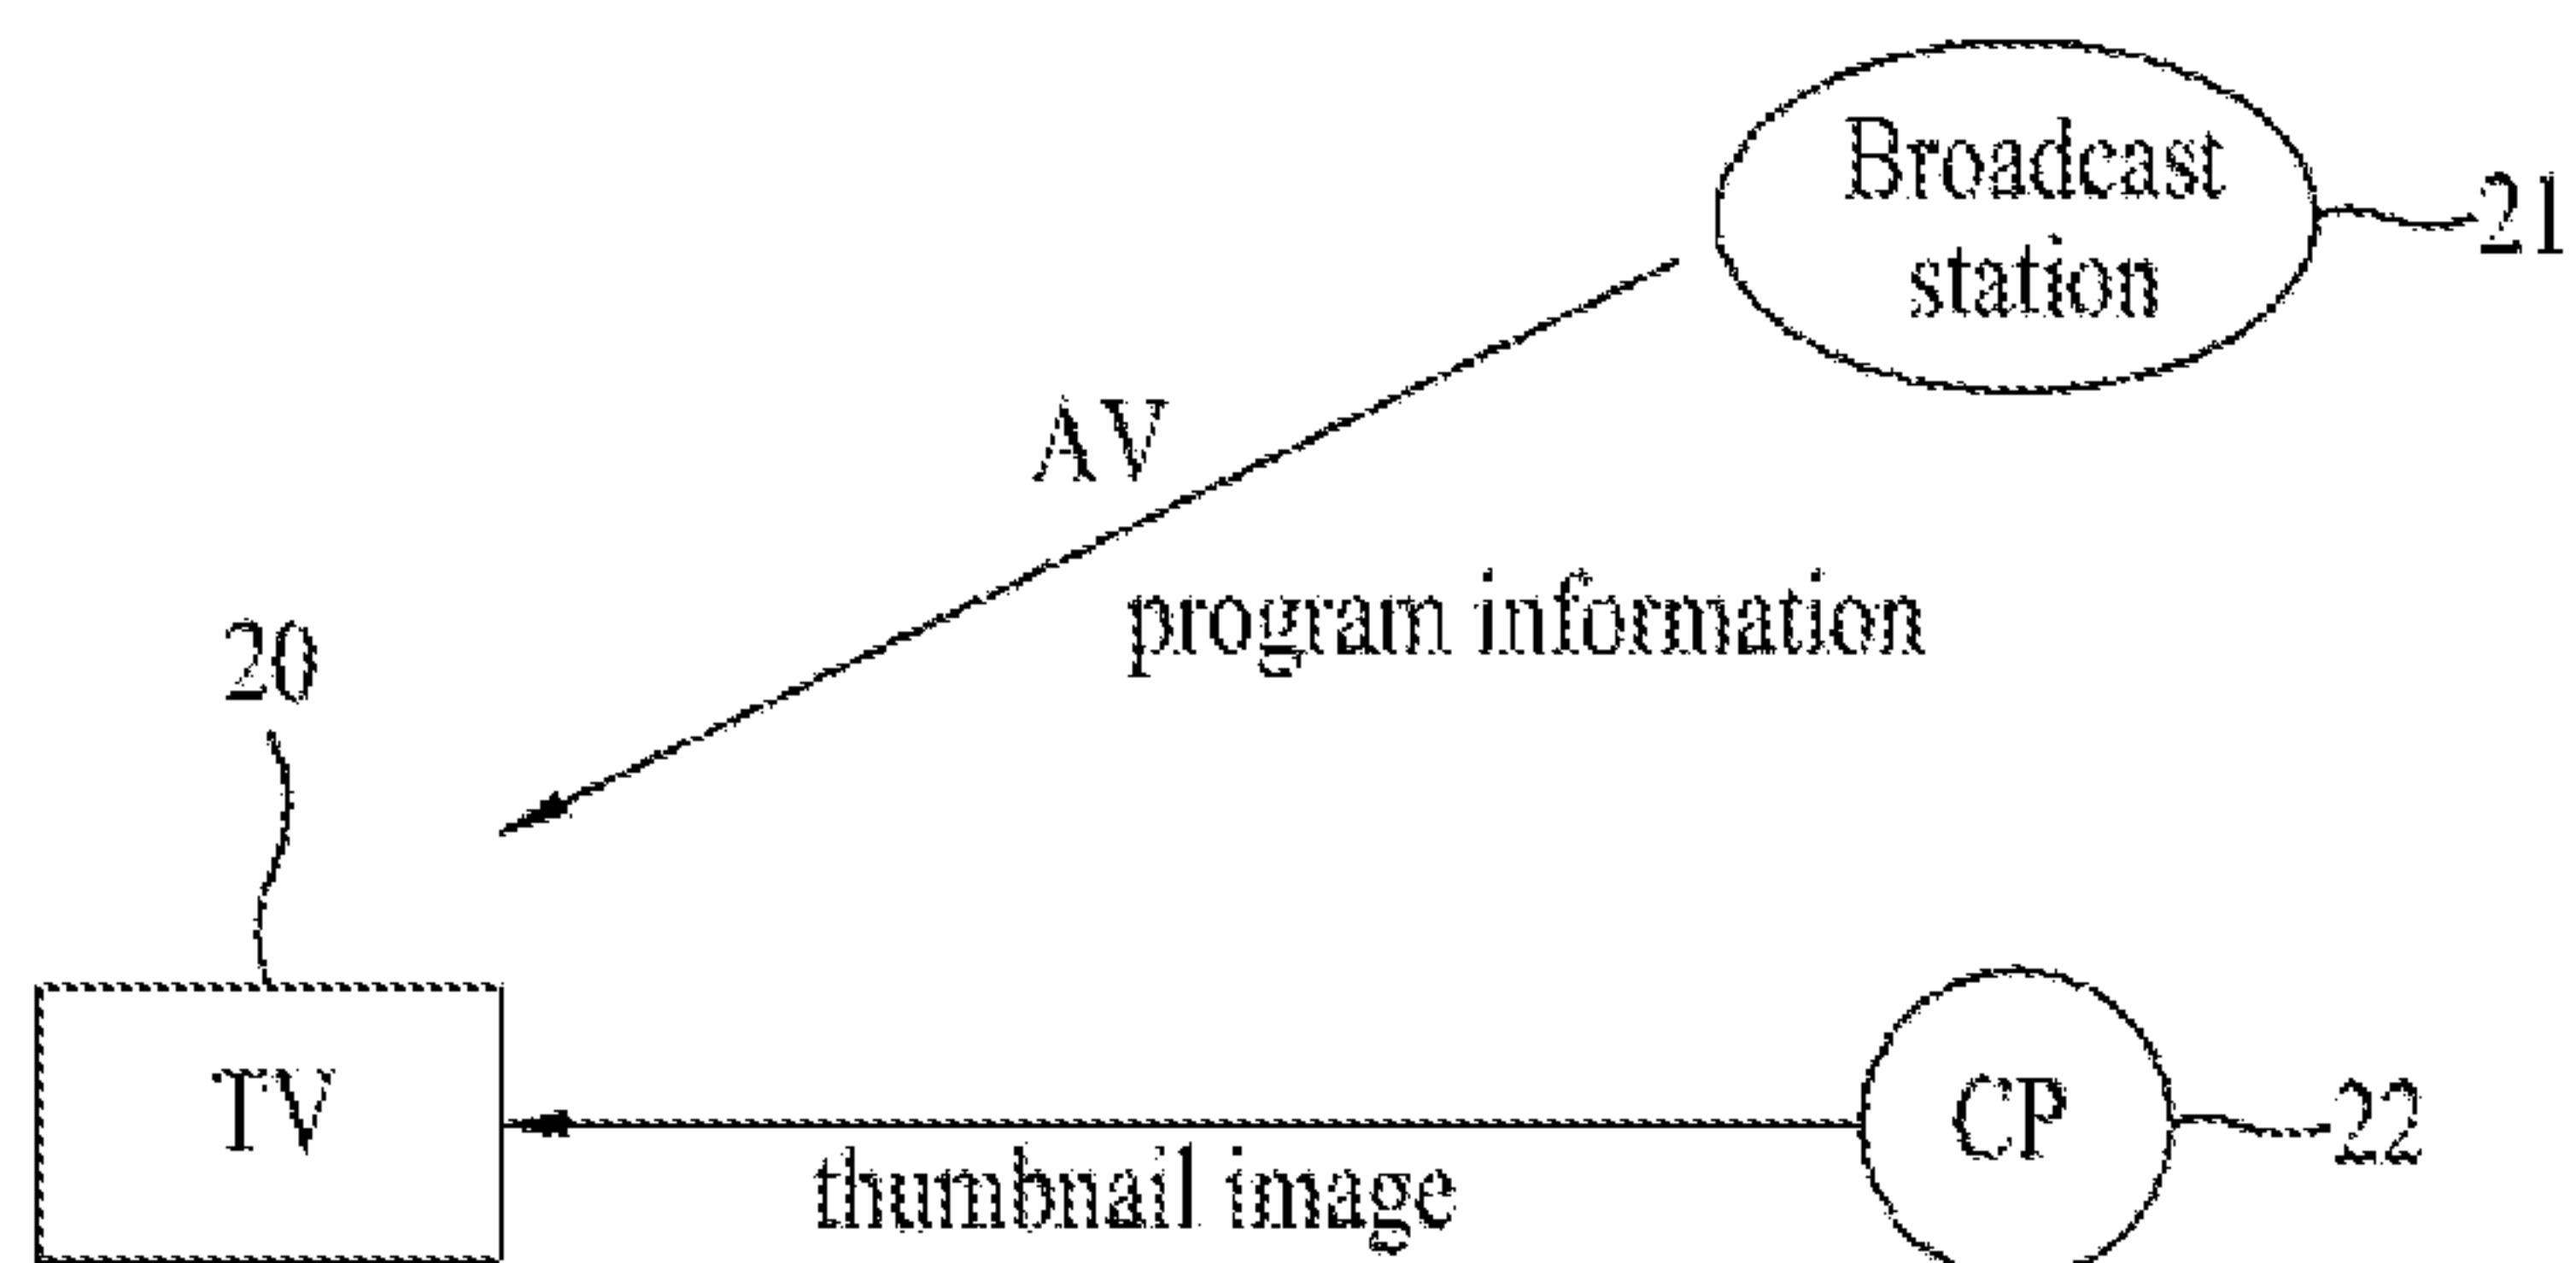 Broadcast
station
21
AV
program information
20
TV
CP
22
thumbnail image